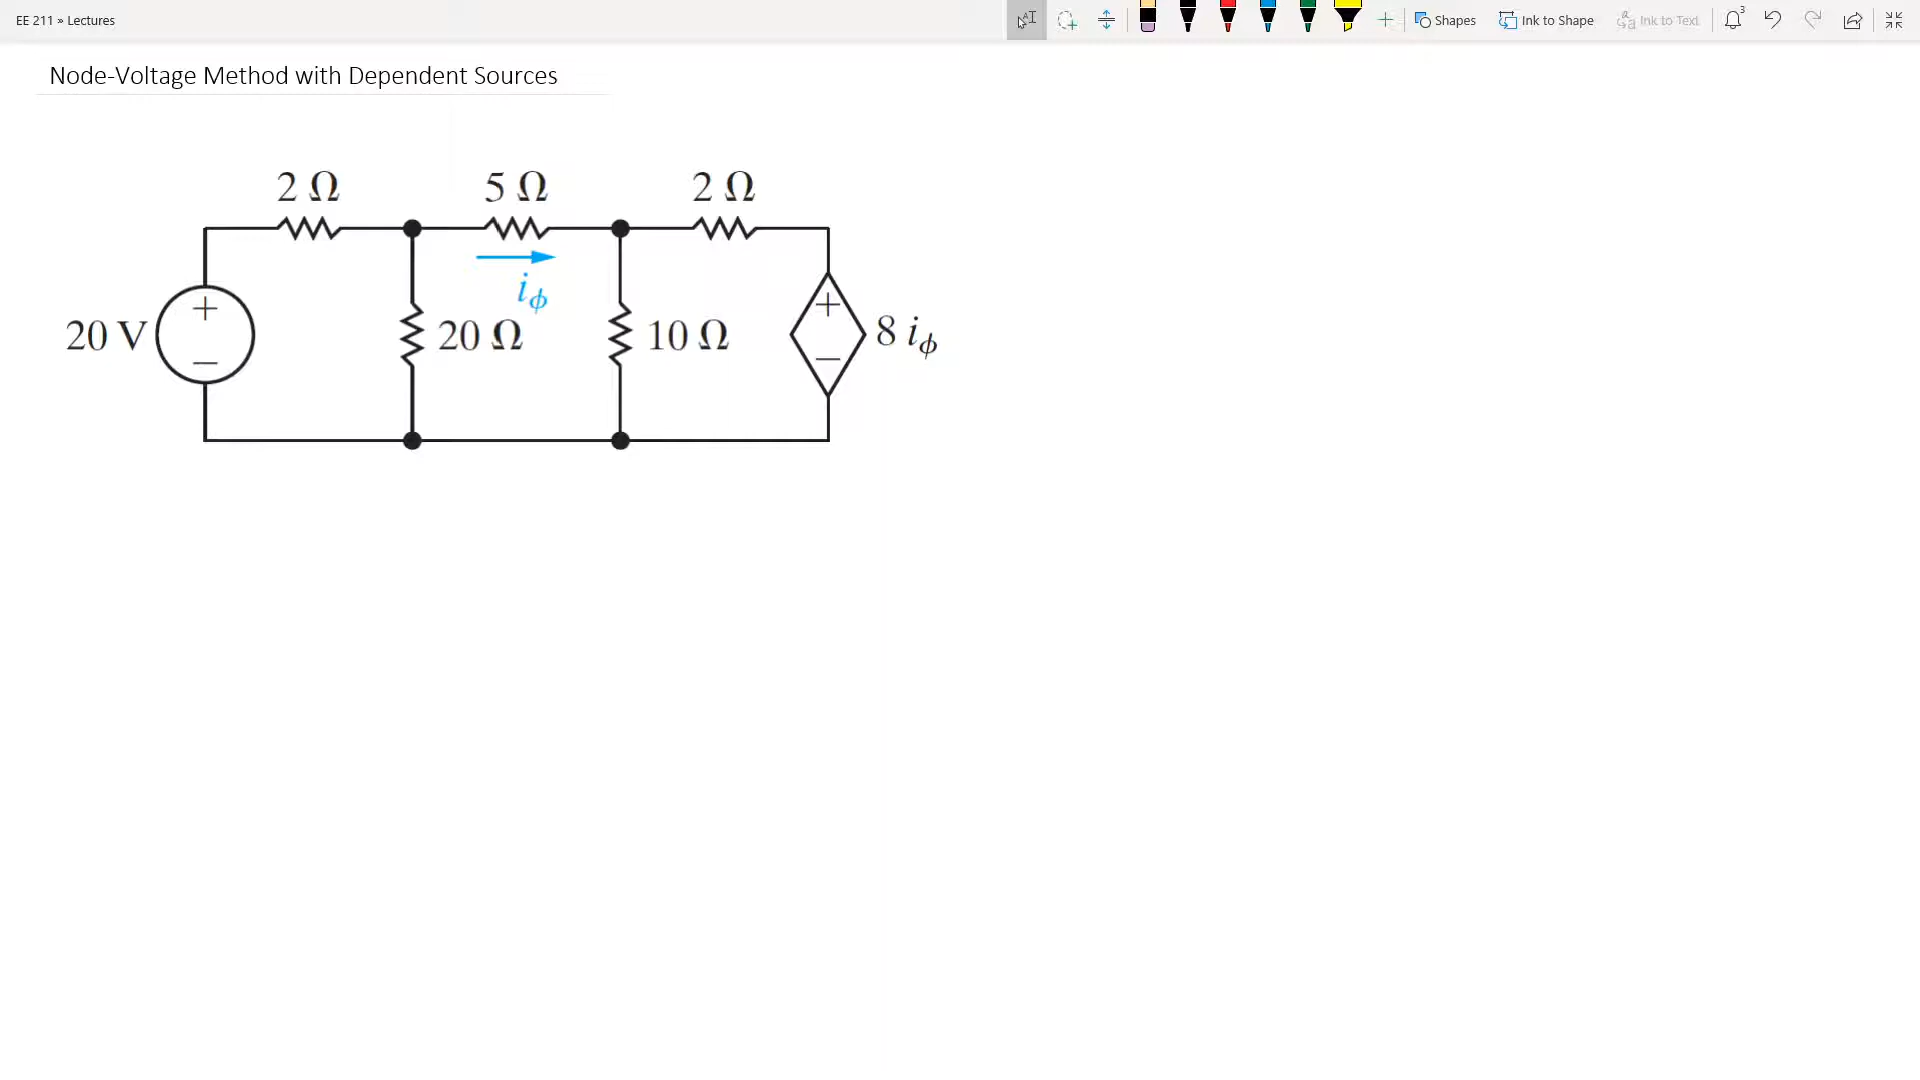 EE 211 » Lectures
Shapes
Ink to Shape
Ink to Text
3
Node-Voltage Method with Dependent Sources
2 Ω
5 Ω
2 Ω
iϕ
20 V
+
−
20 Ω
10 Ω
+
−
8 iϕ